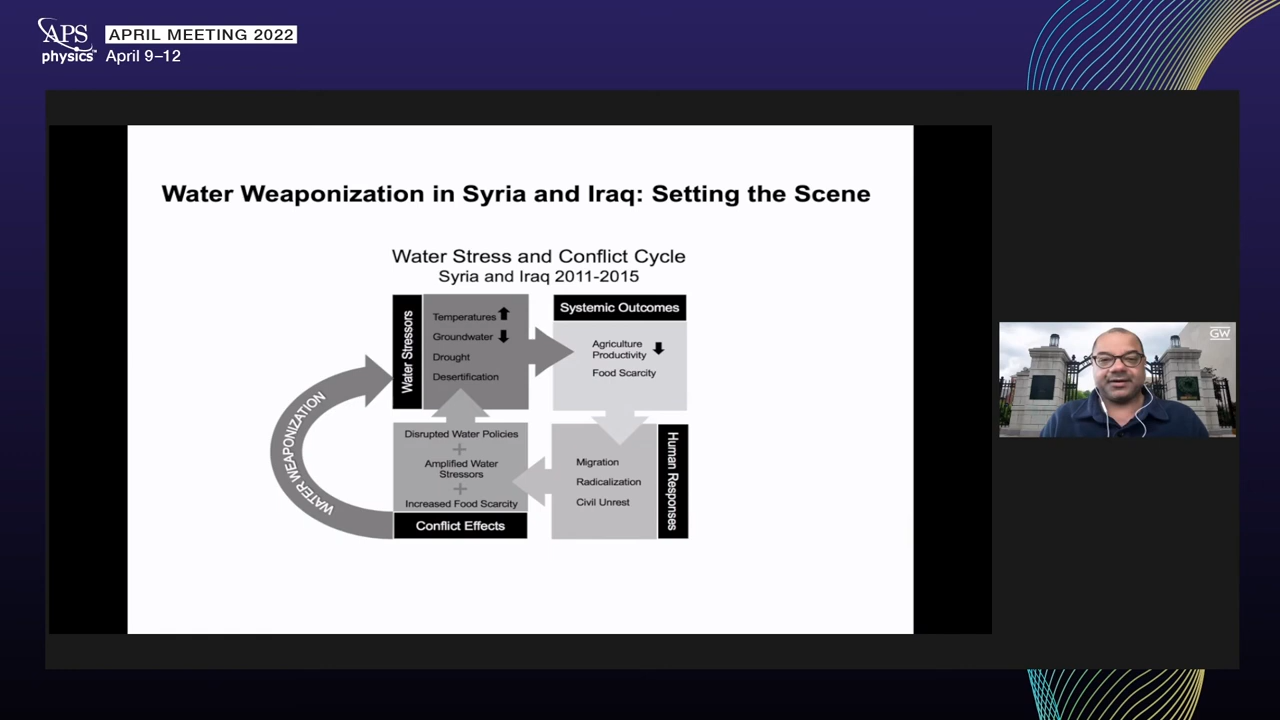 APS
physics™
APRIL MEETING 2022
April 9–12
Water Weaponization in Syria and Iraq: Setting the Scene
Water Stress and Conflict Cycle
Syria and Iraq 2011-2015
Water Stressors
Temperatures
Groundwater
Drought
Desertification
Systemic Outcomes
Agriculture
Productivity
Food Scarcity
Human Responses
Migration
Radicalization
Civil Unrest
Disrupted Water Policies
+
Amplified Water
Stressors
+
Increased Food Scarcity
Conflict Effects
WATER WEAPONIZATION
GW